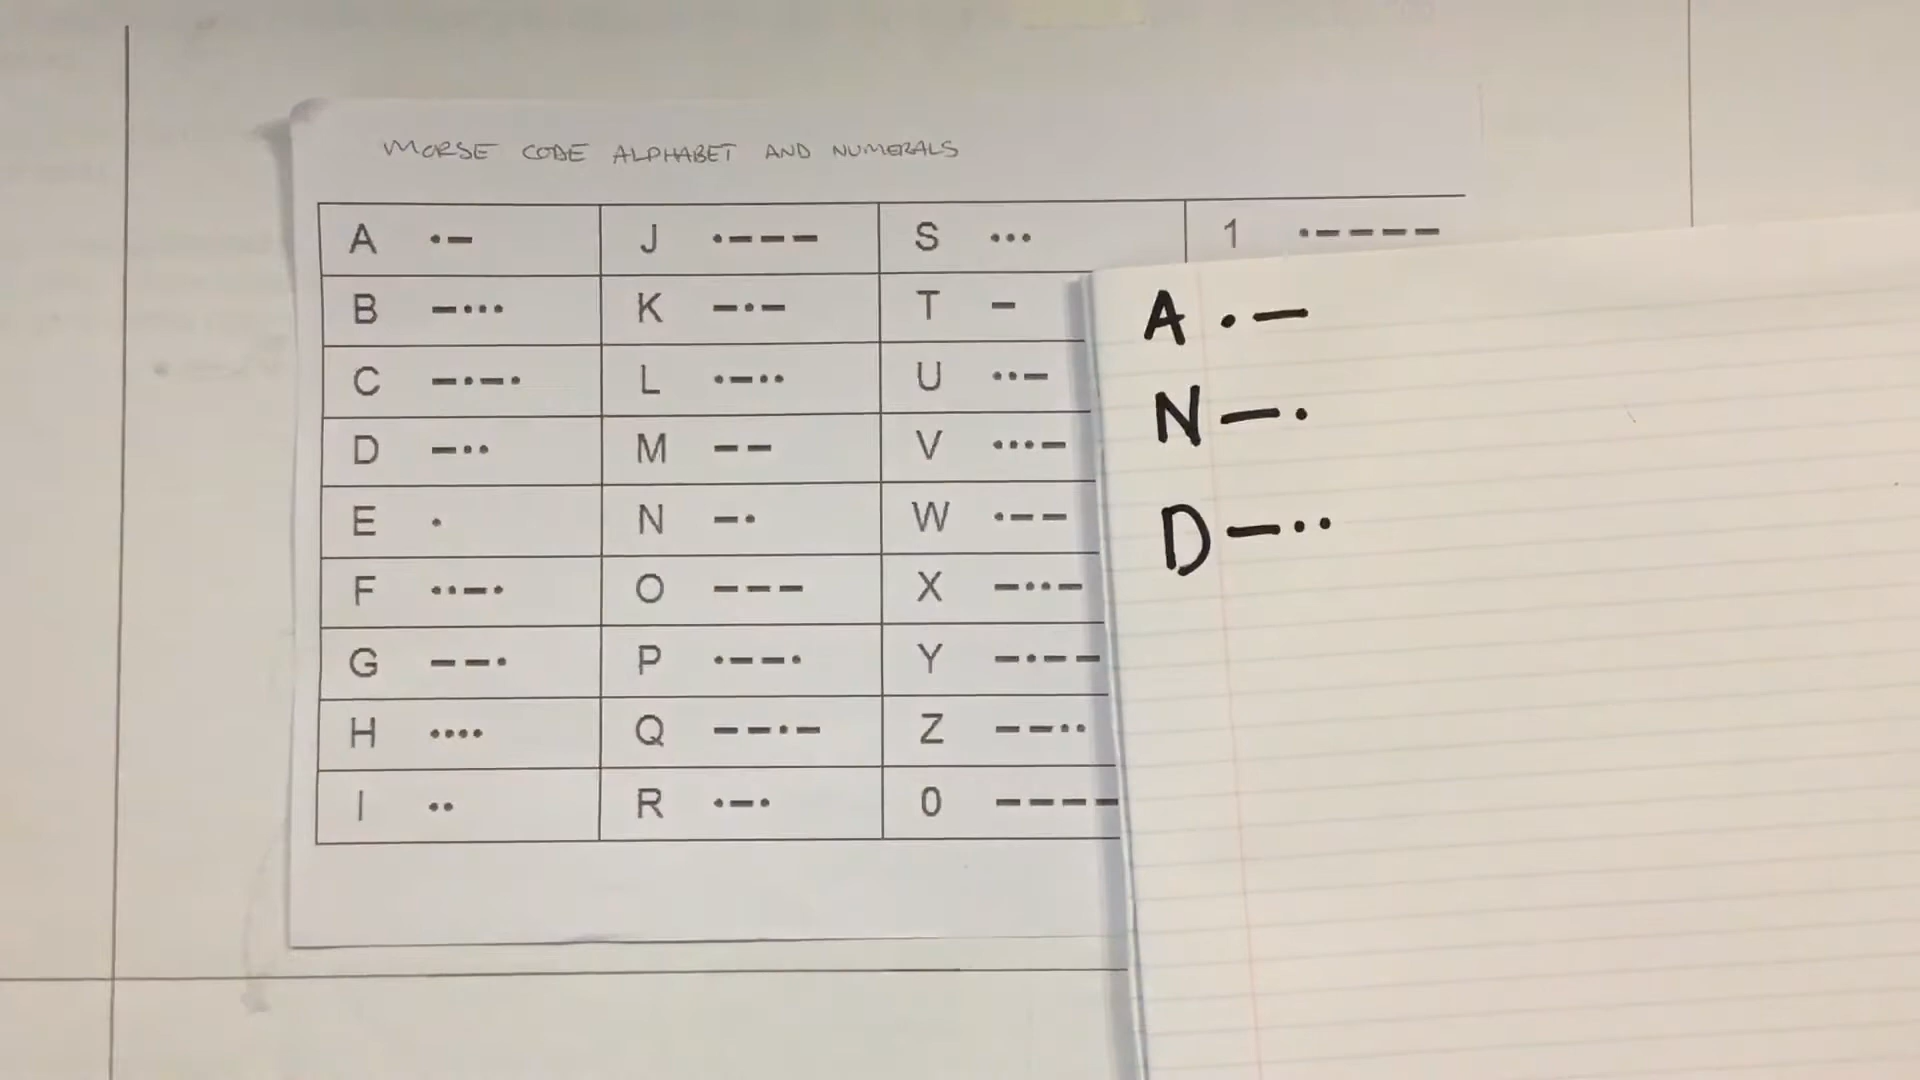 MORSE CODE ALPHABET AND NUMERALS
A •− J •−−− S ••• 1 •−−−−
B −••• K −•− T −
C −•−• L •−•• U ••−
D −•• M −− V •••−
E • N −• W •−−
F ••−• O −−− X −••−
G −−• P •−−• Y −•−−
H •••• Q −−•− Z −−••
I •• R •−• 0 −−−−
A •−
N −•
D −••